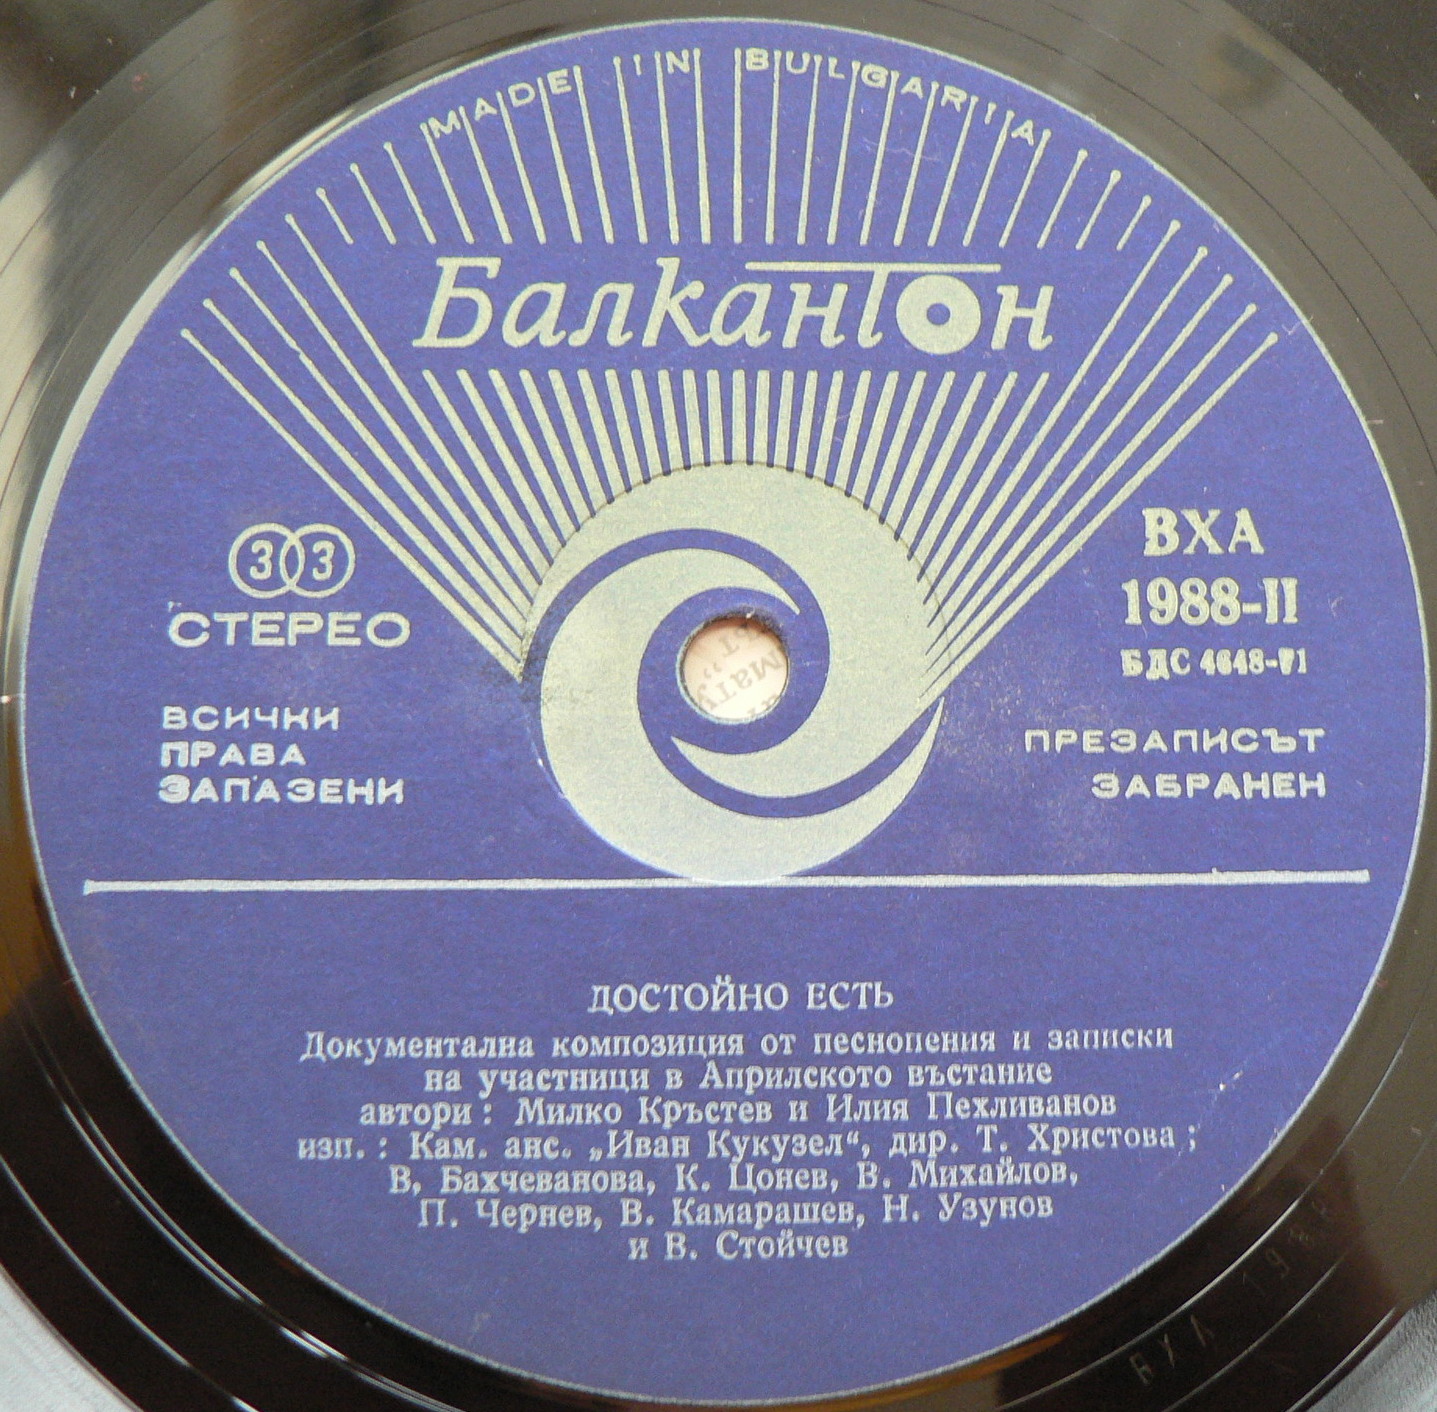 MADE IN BULGARIA
Балкантон
33
СТЕРЕО
ВСИЧКИ
ПРАВА
ЗАПАЗЕНИ
ВХА
1988-II
БДС 4648-71
ПРЕЗАПИСЪТ
ЗАБРАНЕН
ДОСТОЙНО ЕСТЬ
Документална композиция от песнопения и записки
на участници в Априлското въстание
автори: Милко Кръстев и Илия Пехливанов
изп.: Кам. анс. „Иван Кукузел“, дир. Т. Христова;
В. Бахчеванова, К. Цонев, В. Михайлов,
П. Чернев, В. Камарашев, Н. Узунов
и В. Стойчев